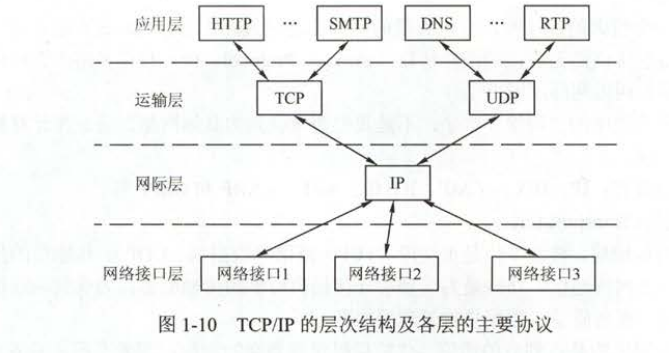 应用层 HTTP … SMTP DNS … RTP
运输层 TCP UDP
网际层 IP
网络接口层 网络接口1 网络接口2 网络接口3
图 1-10 TCP/IP 的层次结构及各层的主要协议